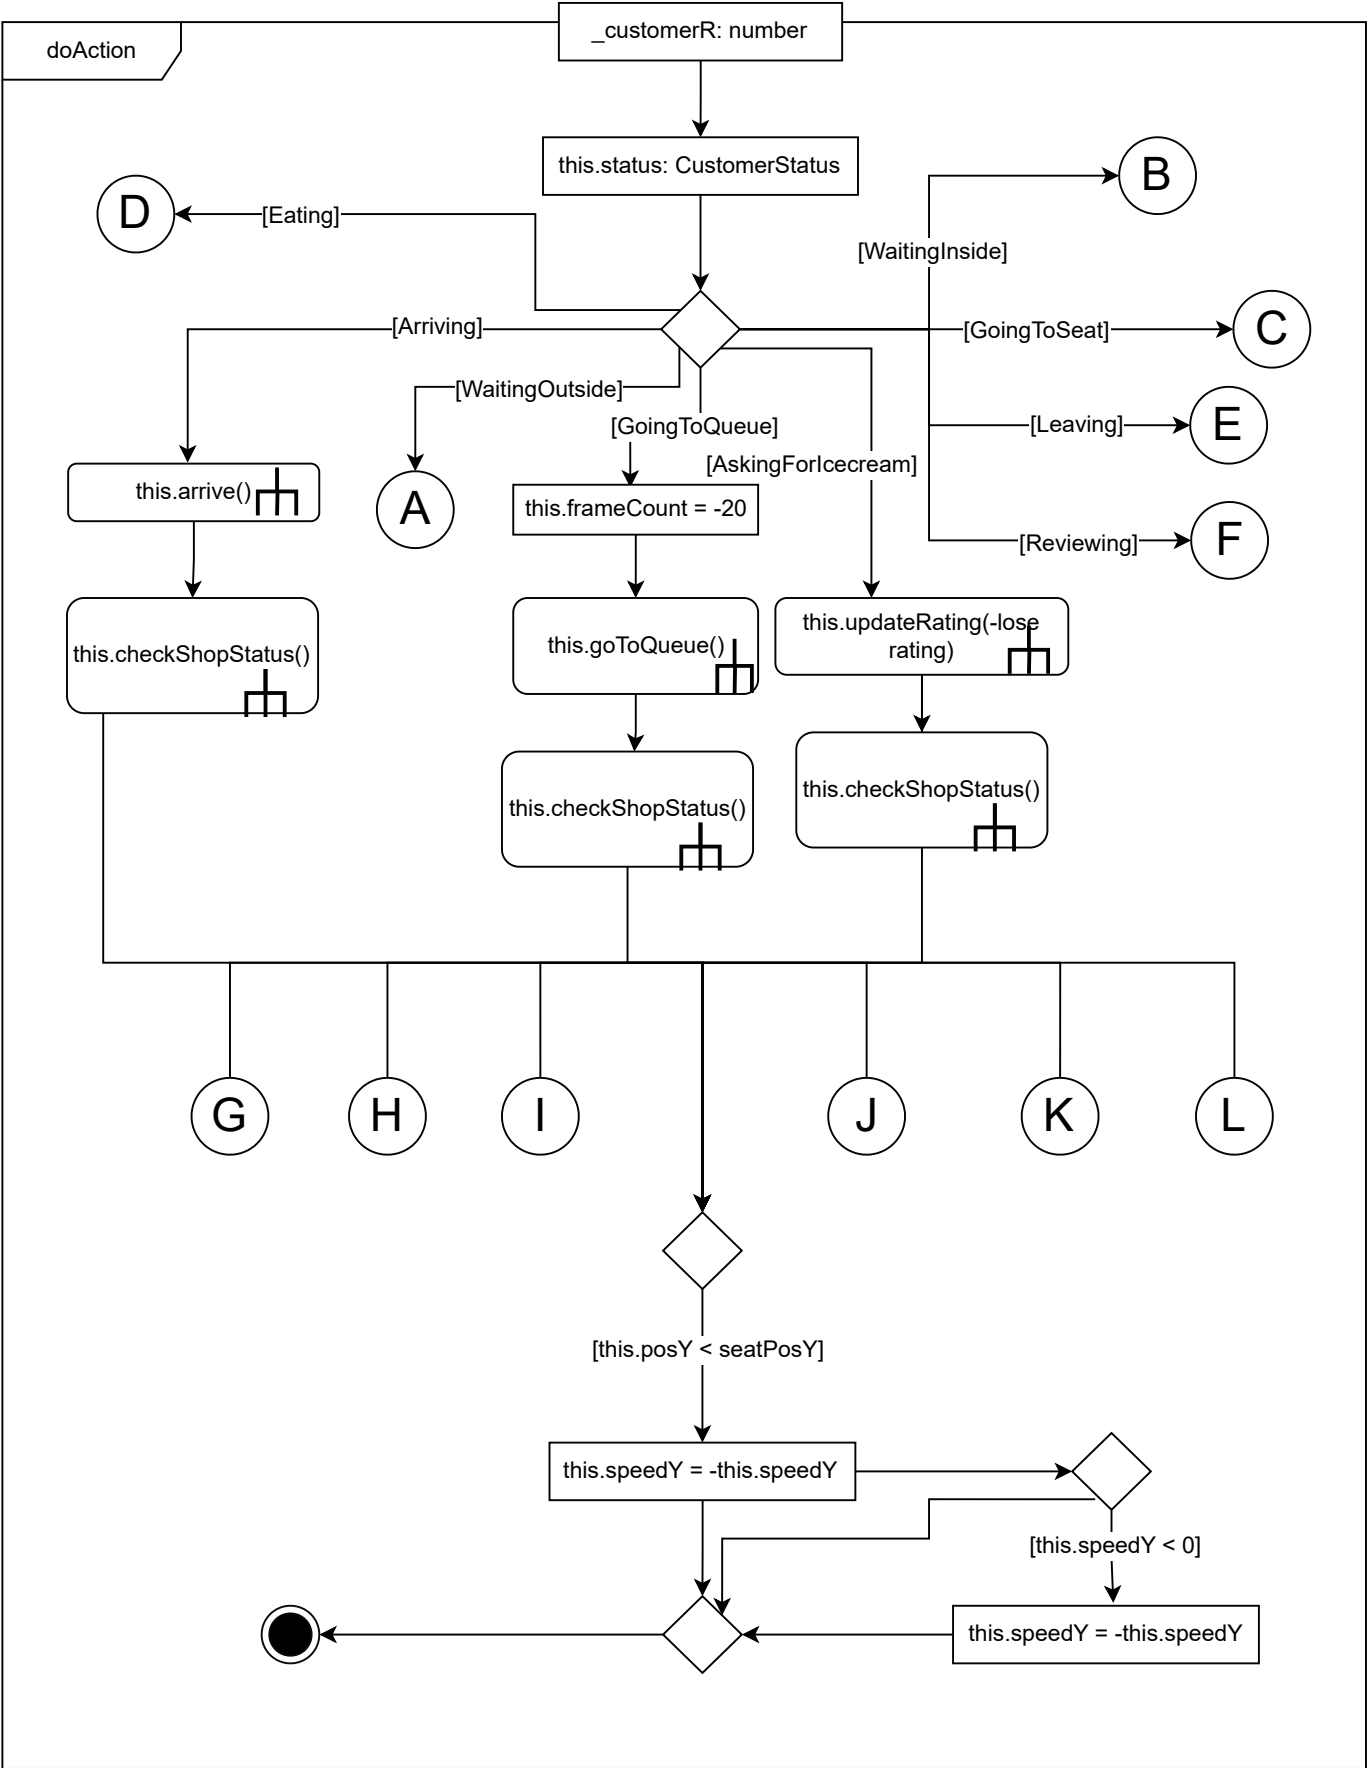 _customerR: number
doAction
this.status: CustomerStatus
B
D
[Eating]
[WaitingInside]
[Arriving]
[GoingToSeat]
C
[WaitingOutside]
[GoingToQueue]
[Leaving]
E
[AskingForIcecream]
this.arrive()
A
this.frameCount = -20
[Reviewing]
F
this.checkShopStatus()
this.goToQueue()
this.updateRating(-lose
rating)
this.checkShopStatus()
this.checkShopStatus()
G
H
I
J
K
L
[this.posY < seatPosY]
this.speedY = -this.speedY
[this.speedY < 0]
this.speedY = -this.speedY